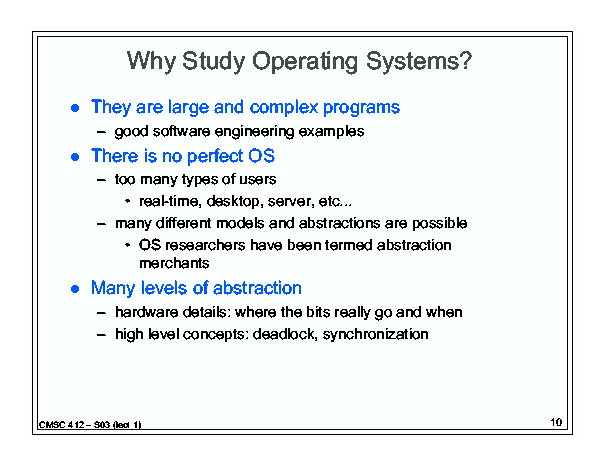 Why Study Operating Systems?
● They are large and complex programs
– good software engineering examples
● There is no perfect OS
– too many types of users
• real-time, desktop, server, etc...
– many different models and abstractions are possible
• OS researchers have been termed abstraction
merchants
● Many levels of abstraction
– hardware details: where the bits really go and when
– high level concepts: deadlock, synchronization
CMSC 412 – S03 (lect 1)
10